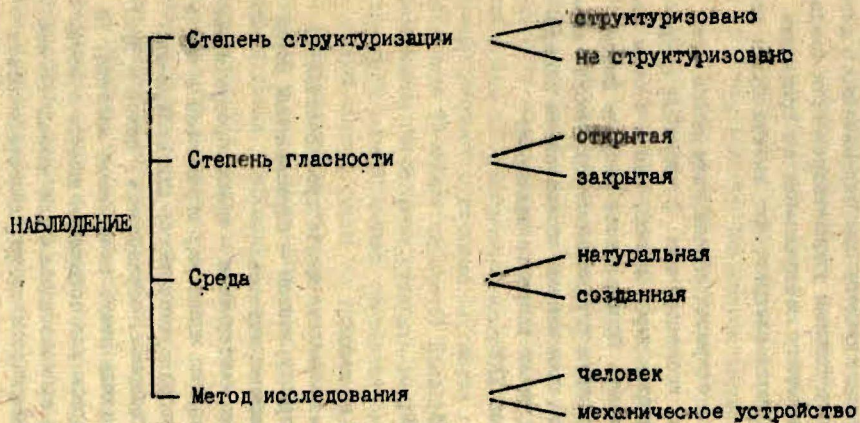 структуризовано
Степень структуризации
не структуризовано
открытая
Степень гласности
закрытая
НАБЛЮДЕНИЕ
натуральная
Среда
созданная
человек
Метод исследования
механическое устройство